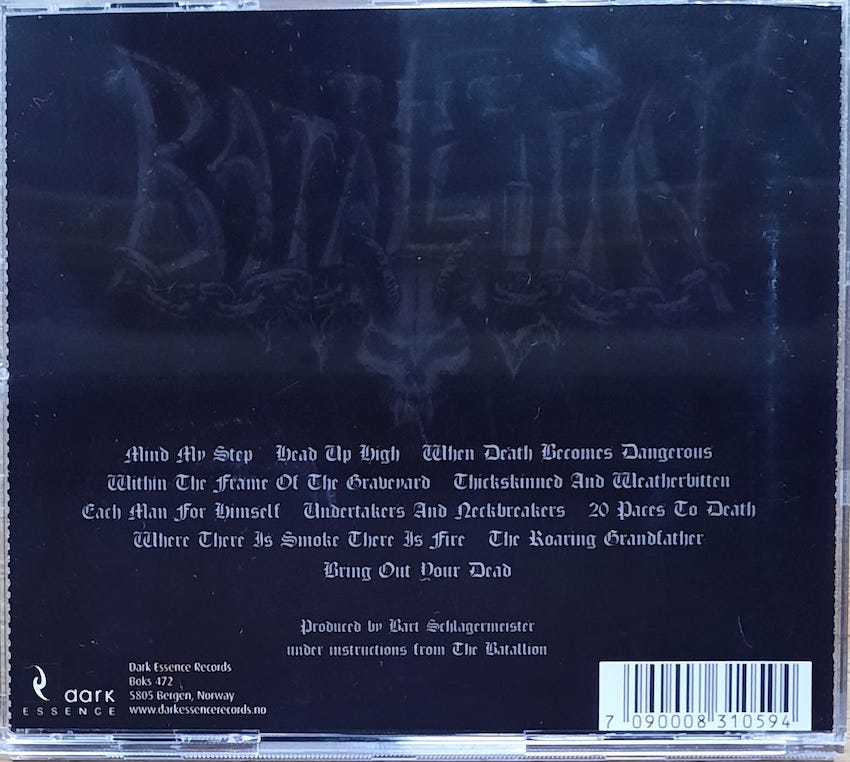 BATALLION
Mind My Step Head Up High When Death Becomes Dangerous
Within The Frame Of The Graveyard Thickskinned And Weatherbitten
Each Man For Himself Undertakers And Neckbreakers 20 Paces To Death
Where There Is Smoke There Is Fire The Roaring Grandfather
Bring Out Your Dead
Produced by Bart Schlagermeister
under instructions from The Batallion
dark
ESSENCE
Dark Essence Records
Boks 472
5805 Bergen, Norway
www.darkessencerecords.no
7 090008 310594